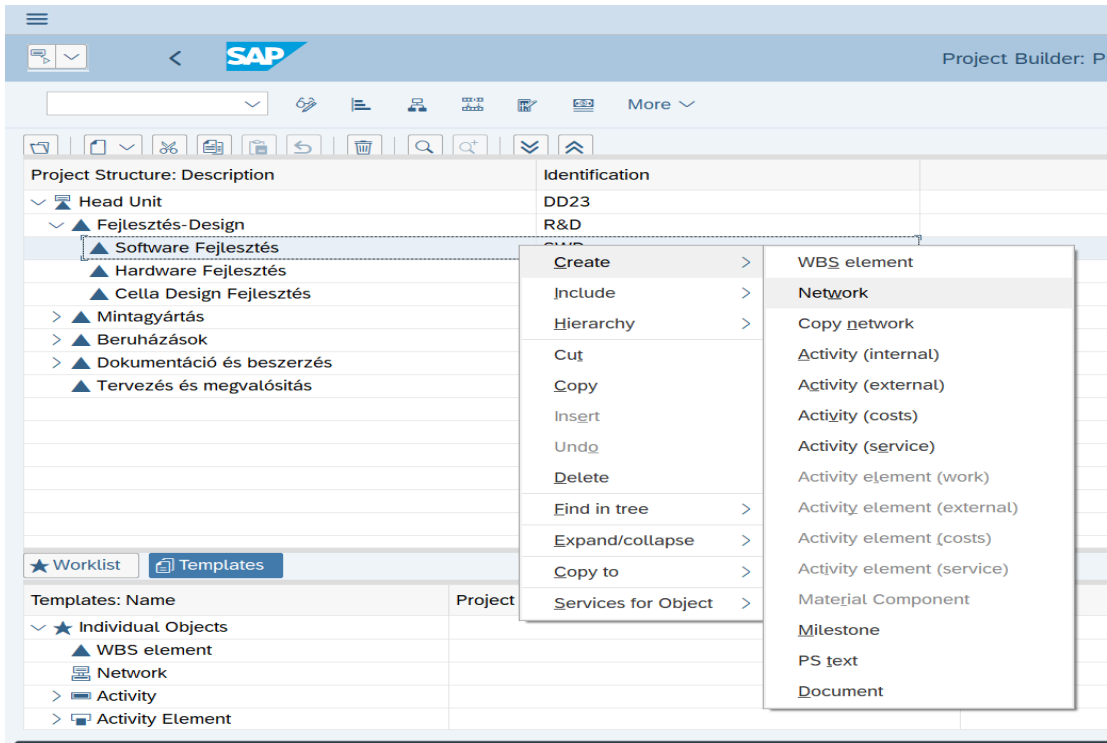 SAP
Project Builder: P
More
Project Structure: Description Identification
Head Unit DD23
Fejlesztés-Design R&D
Software Fejlesztés
Hardware Fejlesztés
Cella Design Fejlesztés
Mintagyártás
Beruházások
Dokumentáció és beszerzés
Tervezés és megvalósitás
Create
Include
Hierarchy
Cut
Copy
Insert
Undo
Delete
Find in tree
Expand/collapse
Copy to
Services for Object
WBS element
Network
Copy network
Activity (internal)
Activity (external)
Activity (costs)
Activity (service)
Activity element (work)
Activity element (external)
Activity element (costs)
Activity element (service)
Material Component
Milestone
PS text
Document
Worklist Templates
Templates: Name Project
Individual Objects
WBS element
Network
Activity
Activity Element